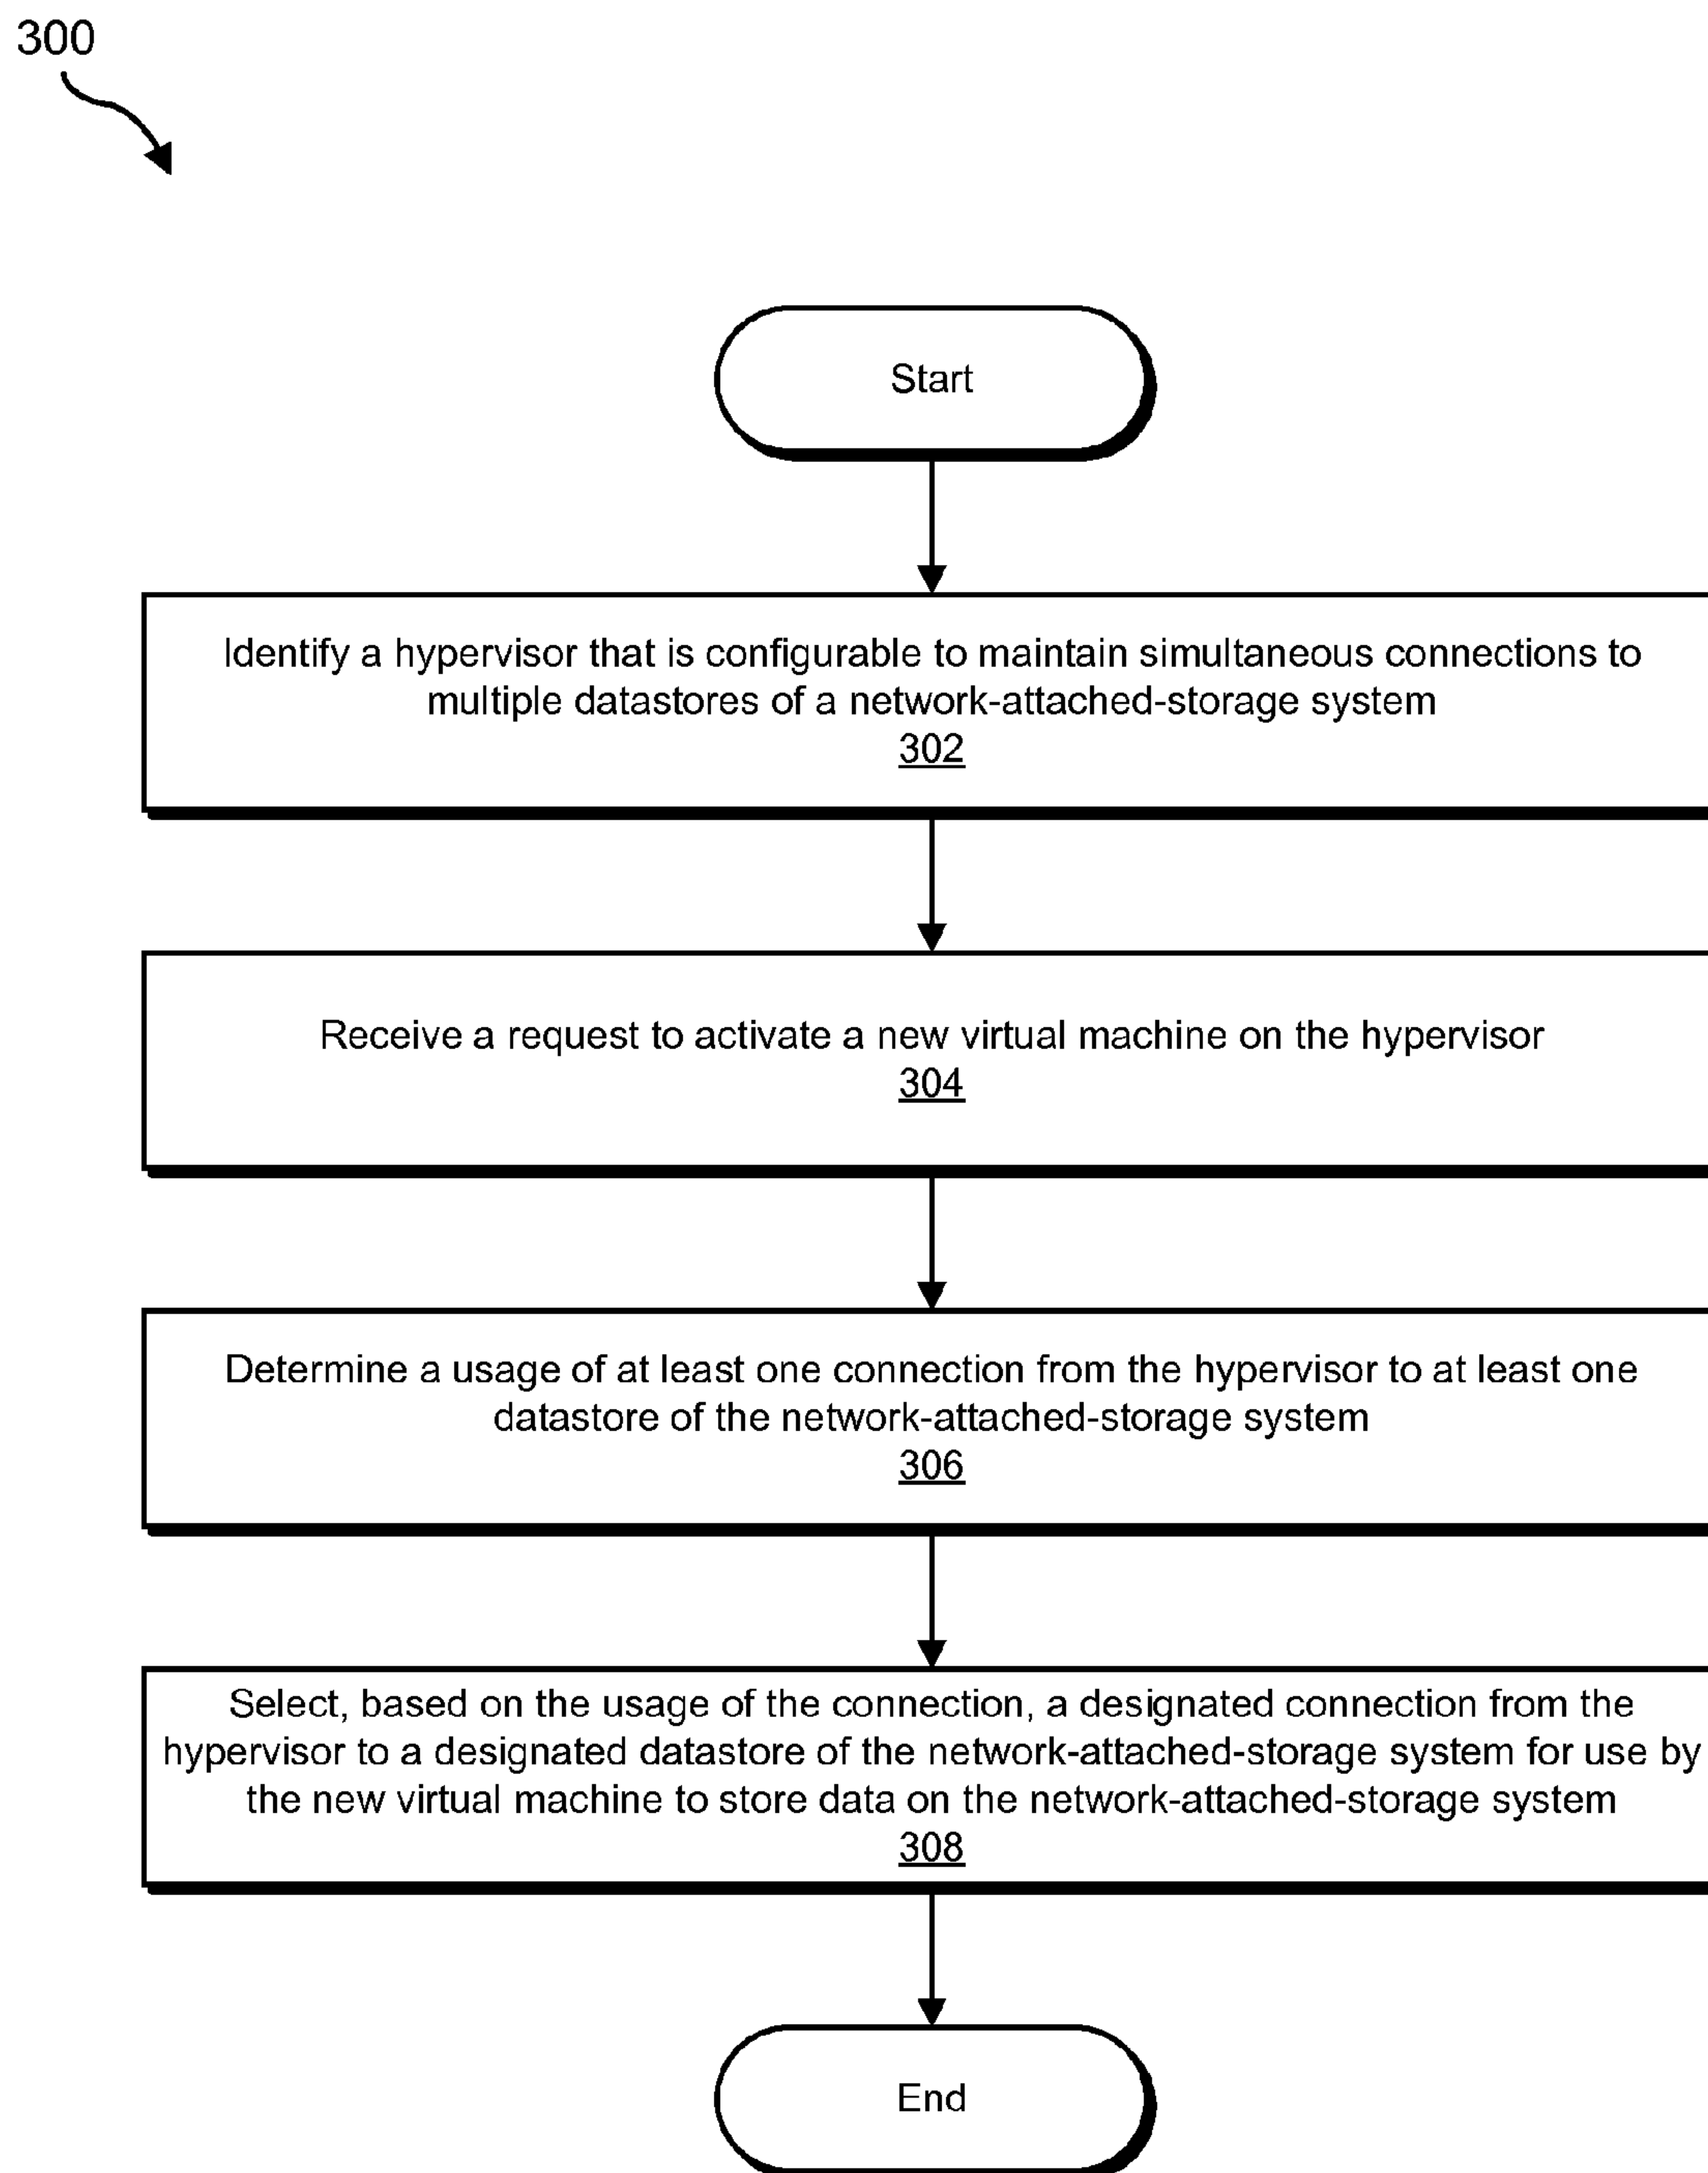 300
Start
Identify a hypervisor that is configurable to maintain simultaneous connections to
multiple datastores of a network-attached-storage system
302
Receive a request to activate a new virtual machine on the hypervisor
304
Determine a usage of at least one connection from the hypervisor to at least one
datastore of the network-attached-storage system
306
Select, based on the usage of the connection, a designated connection from the
hypervisor to a designated datastore of the network-attached-storage system for use by
the new virtual machine to store data on the network-attached-storage system
308
End